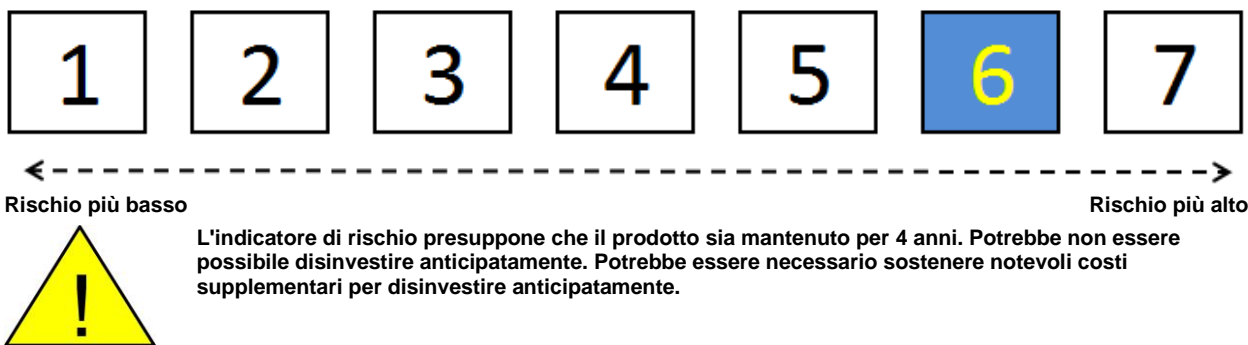 1 2 3 4 5 6 7
Rischio più basso Rischio più alto
L'indicatore di rischio presuppone che il prodotto sia mantenuto per 4 anni. Potrebbe non essere
possibile disinvestire anticipatamente. Potrebbe essere necessario sostenere notevoli costi
supplementari per disinvestire anticipatamente.
!